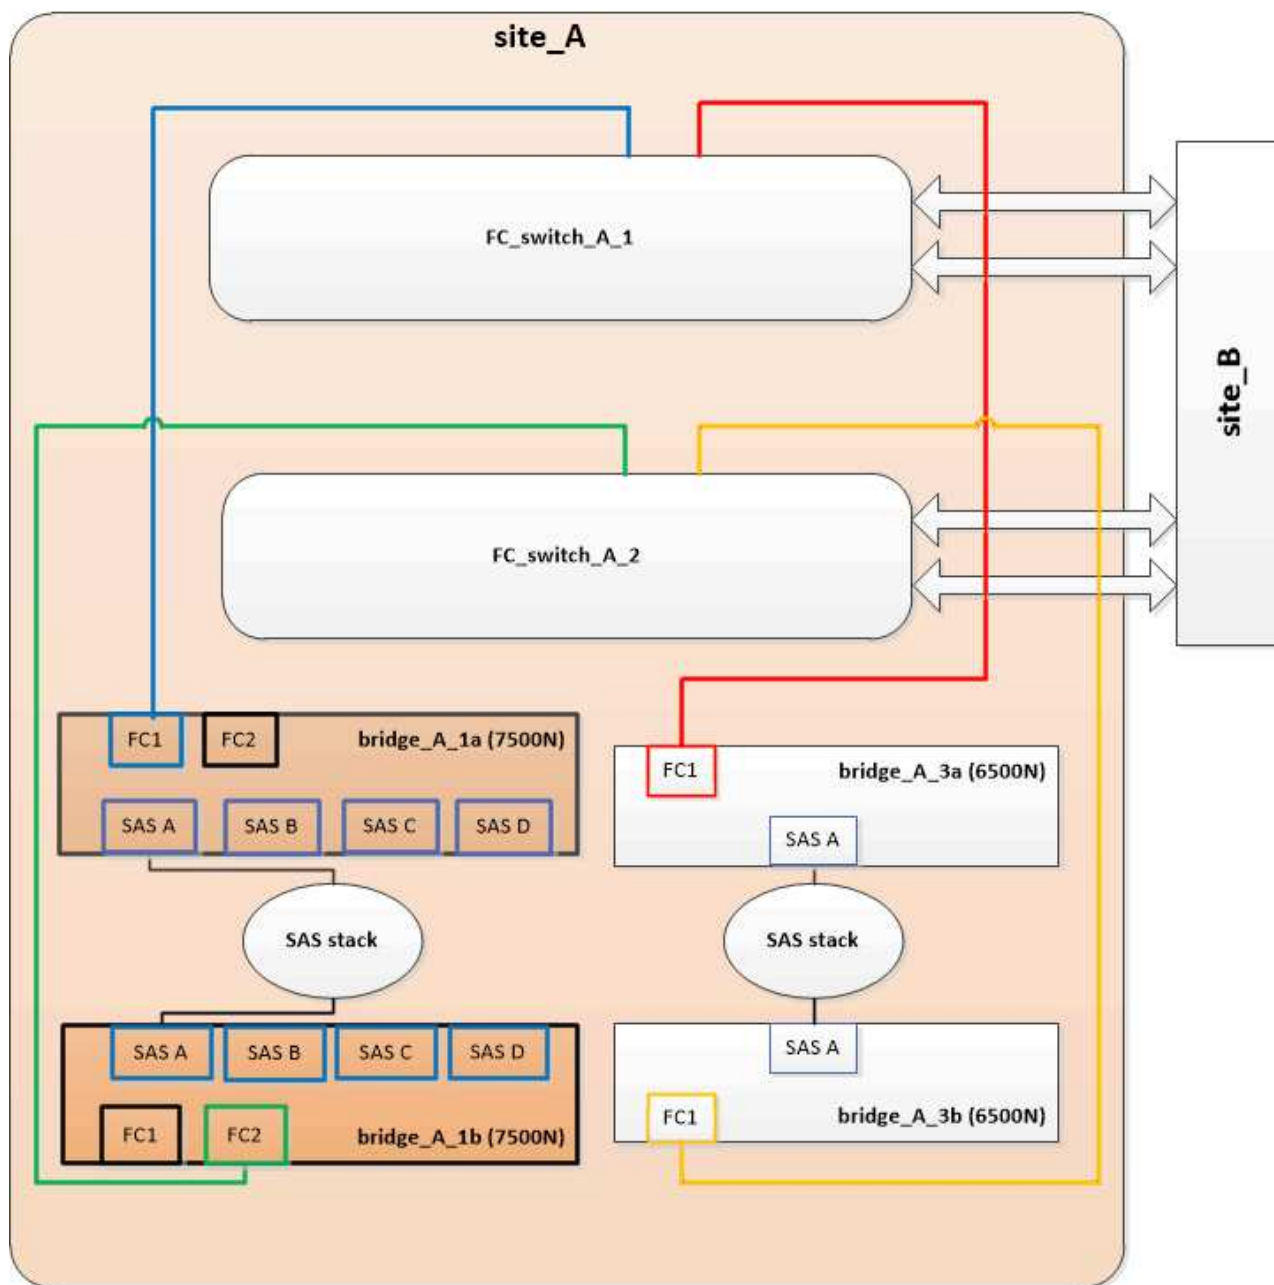 site_A
FC_switch_A_1
site_B
FC_switch_A_2
FC1
FC2
bridge_A_1a (7500N)
SAS A
SAS B
SAS C
SAS D
FC1
bridge_A_3a (6500N)
SAS A
SAS stack
SAS stack
SAS A
SAS B
SAS C
SAS D
FC1
FC2
bridge_A_1b (7500N)
SAS A
FC1
bridge_A_3b (6500N)